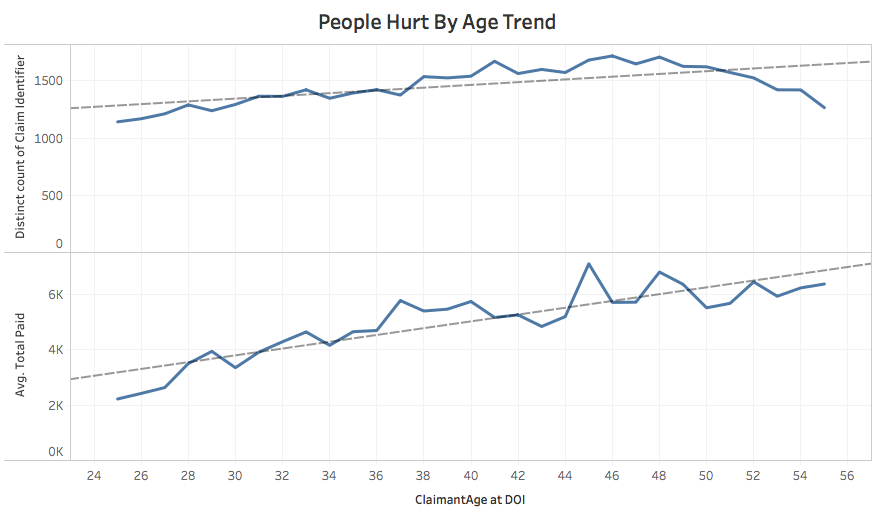 People Hurt By Age Trend
Distinct count of Claim Identifier
1500
1000
500
0
Avg. Total Paid
6K
4K
2K
0K
24 26 28 30 32 34 36 38 40 42 44 46 48 50 52 54 56
ClaimantAge at DOI